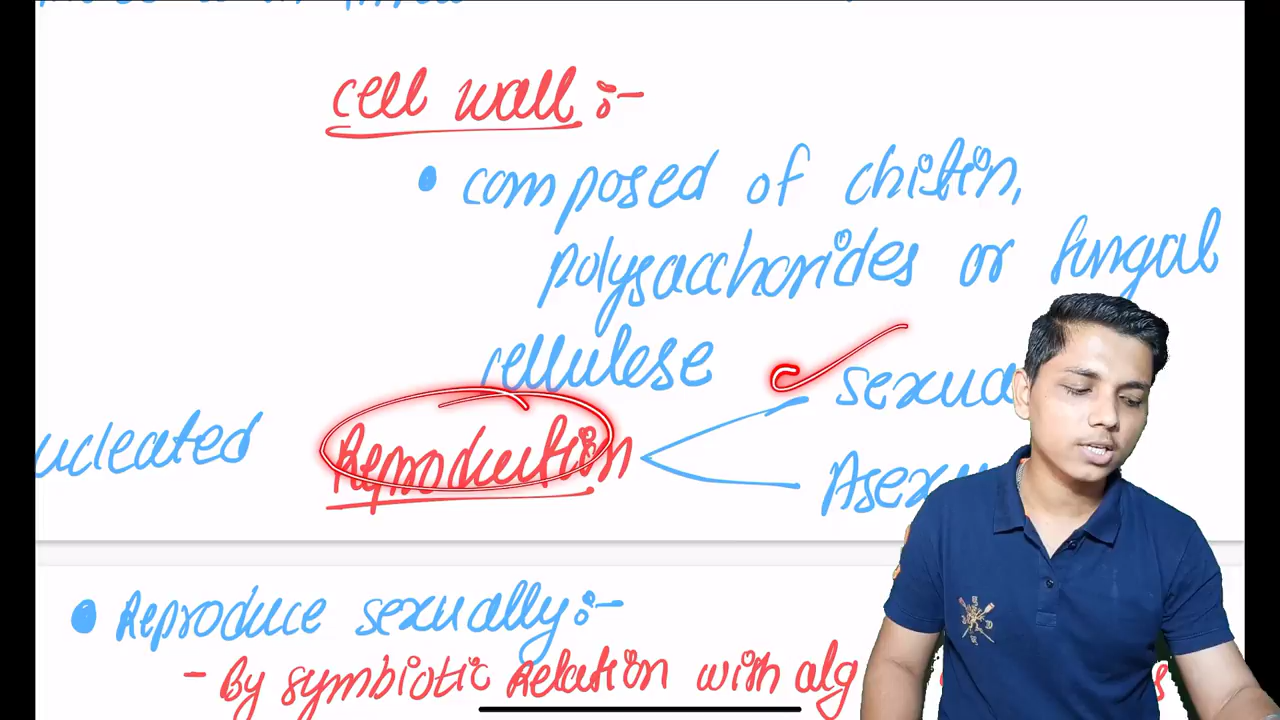 cell wall :-
• composed of chitin,
polysaccharides or fungal
cellulese
sexua
ucleated Reproduction
Asexu
• Reproduce sexually :-
- By symbiotic relation with alg